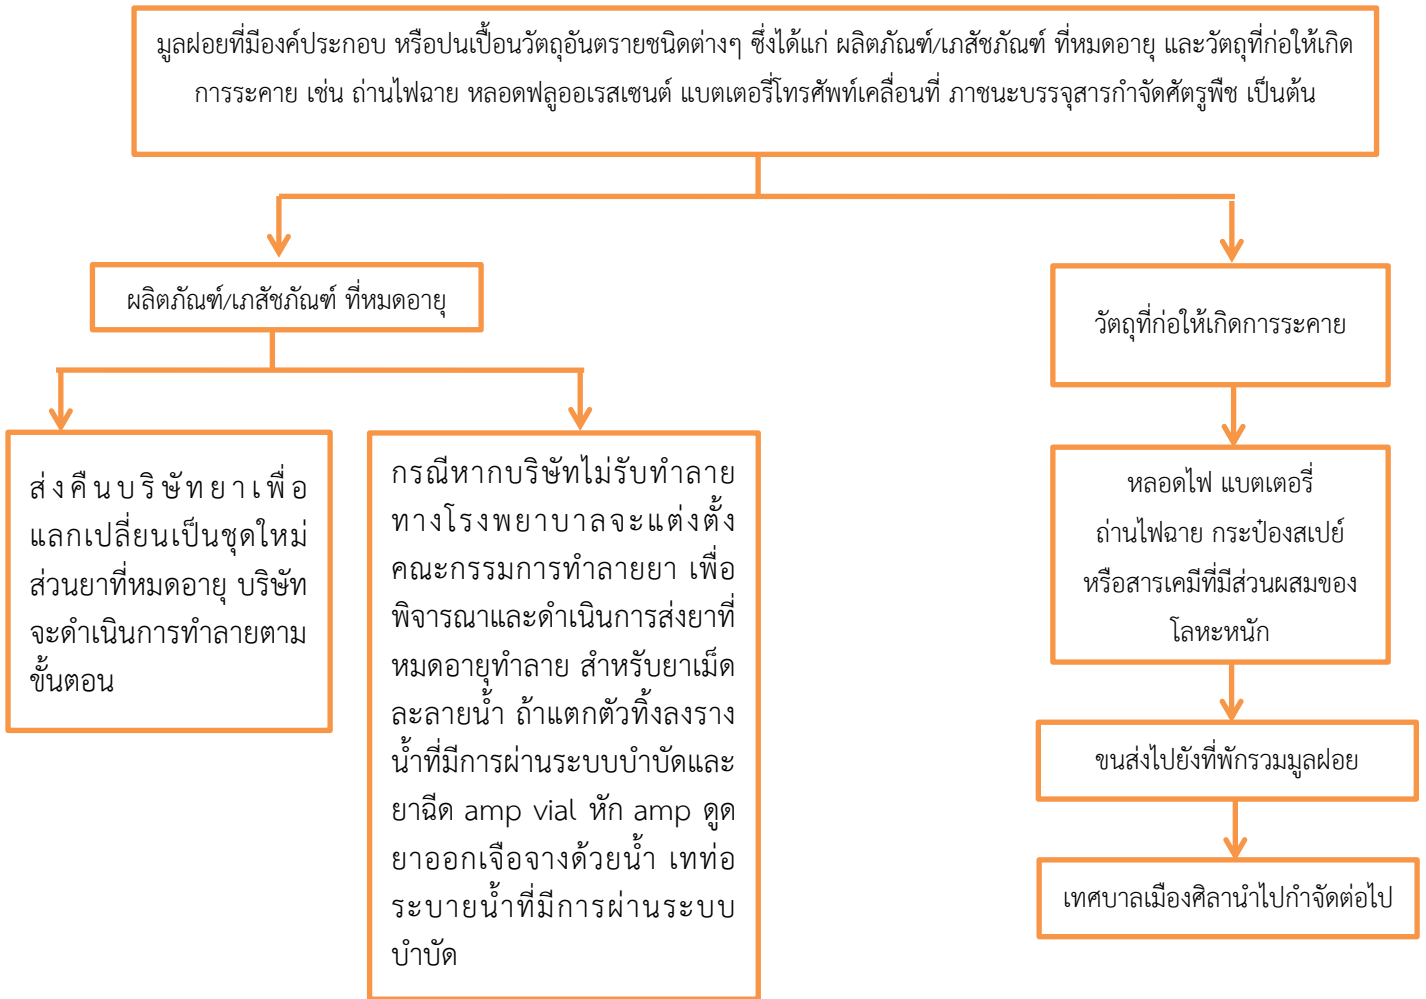 มูลฝอยที่มีองค์ประกอบ หรือปนเปื้อนวัตถุอันตรายชนิดต่างๆ ซึ่งได้แก่ ผลิตภัณฑ์/เภสัชภัณฑ์ ที่หมดอายุ และวัตถุที่ก่อให้เกิด
การระคาย เช่น ถ่านไฟฉาย หลอดฟลูออเรสเซนต์ แบตเตอรี่โทรศัพท์เคลื่อนที่ ภาชนะบรรจุสารกำจัดศัตรูพืช เป็นต้น
ผลิตภัณฑ์/เภสัชภัณฑ์ ที่หมดอายุ
ส่งคืนบริษัทยาเพื่อ
แลกเปลี่ยนเป็นชุดใหม่
ส่วนยาที่หมดอายุ บริษัท
จะดำเนินการทำลายตาม
ขั้นตอน
กรณีหากบริษัทไม่รับทำลาย
ทางโรงพยาบาลจะแต่งตั้ง
คณะกรรมการทำลายยา เพื่อ
พิจารณาและดำเนินการส่งยาที่
หมดอายุทำลาย สำหรับยาเม็ด
ละลายน้ำ ถ้าแตกตัวทิ้งลงราง
น้ำที่มีการผ่านระบบบำบัดและ
ยาฉีด amp vial หัก amp ดูด
ยาออกเจือจางด้วยน้ำ เทท่อ
ระบายน้ำที่มีการผ่านระบบ
บำบัด
วัตถุที่ก่อให้เกิดการระคาย
หลอดไฟ แบตเตอรี่
ถ่านไฟฉาย กระป๋องสเปย์
หรือสารเคมีที่มีส่วนผสมของ
โลหะหนัก
ขนส่งไปยังที่พักรวมมูลฝอย
เทศบาลเมืองศิลานำไปกำจัดต่อไป